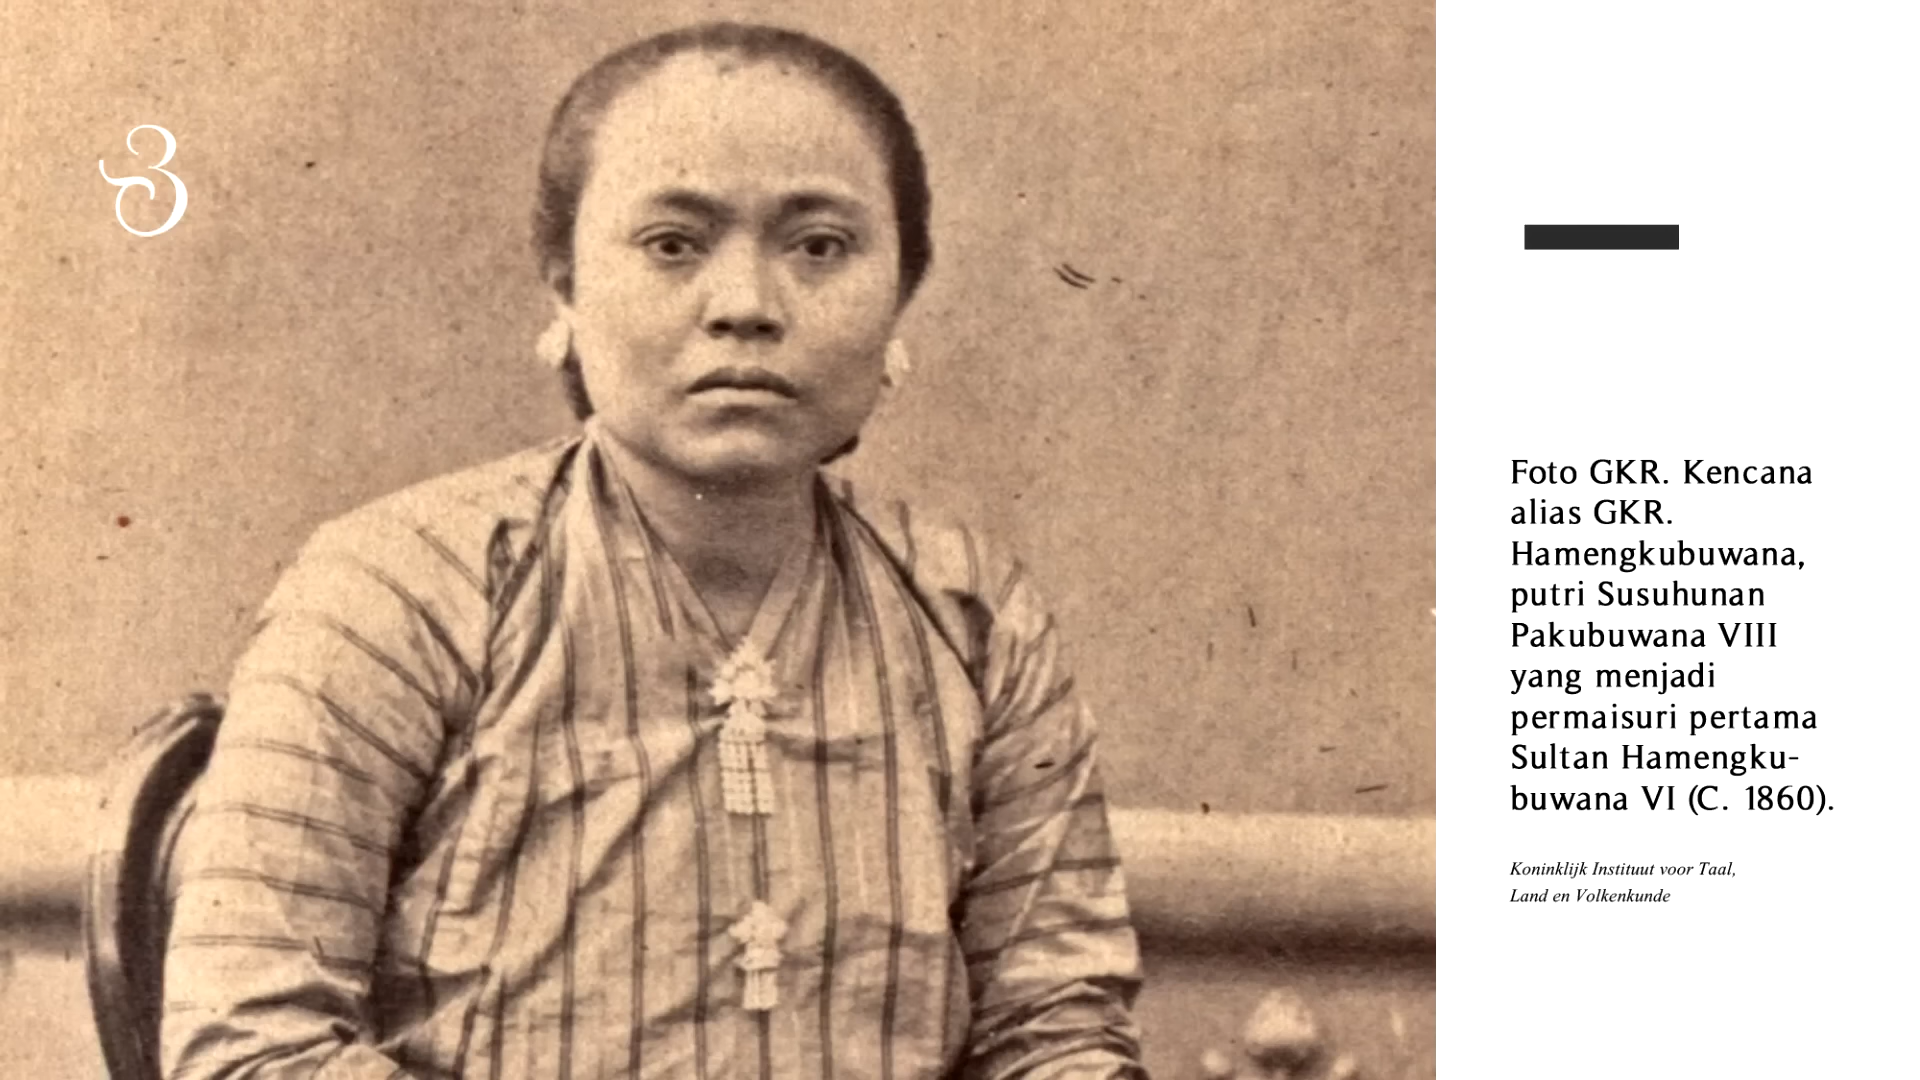 Foto GKR. Kencana
alias GKR.
Hamengkubuwana,
putri Susuhunan
Pakubuwana VIII
yang menjadi
permaisuri pertama
Sultan Hamengku-
buwana VI (C. 1860).
Koninklijk Instituut voor Taal,
Land en Volkenkunde